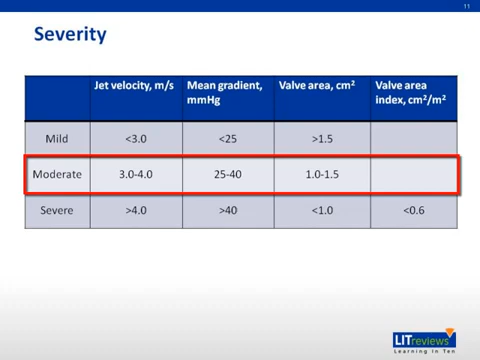 11
Severity
Jet velocity, m/s Mean gradient, mmHg Valve area, cm² Valve area index, cm²/m²
Mild <3.0 <25 >1.5
Moderate 3.0-4.0 25-40 1.0-1.5
Severe >4.0 >40 <1.0 <0.6
LITreviews
Learning in Ten